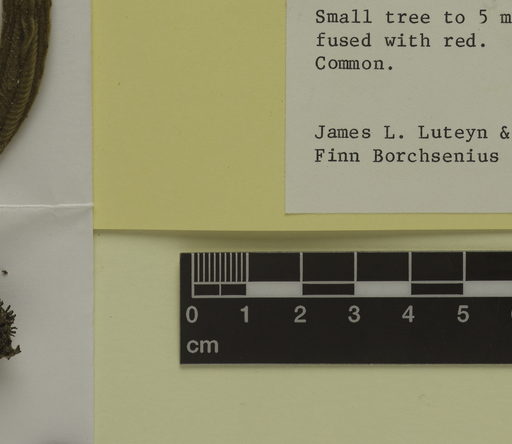 Small tree to 5 m
fused with red.
Common.
James L. Luteyn &
Finn Borchsenius
0 1 2 3 4 5
cm